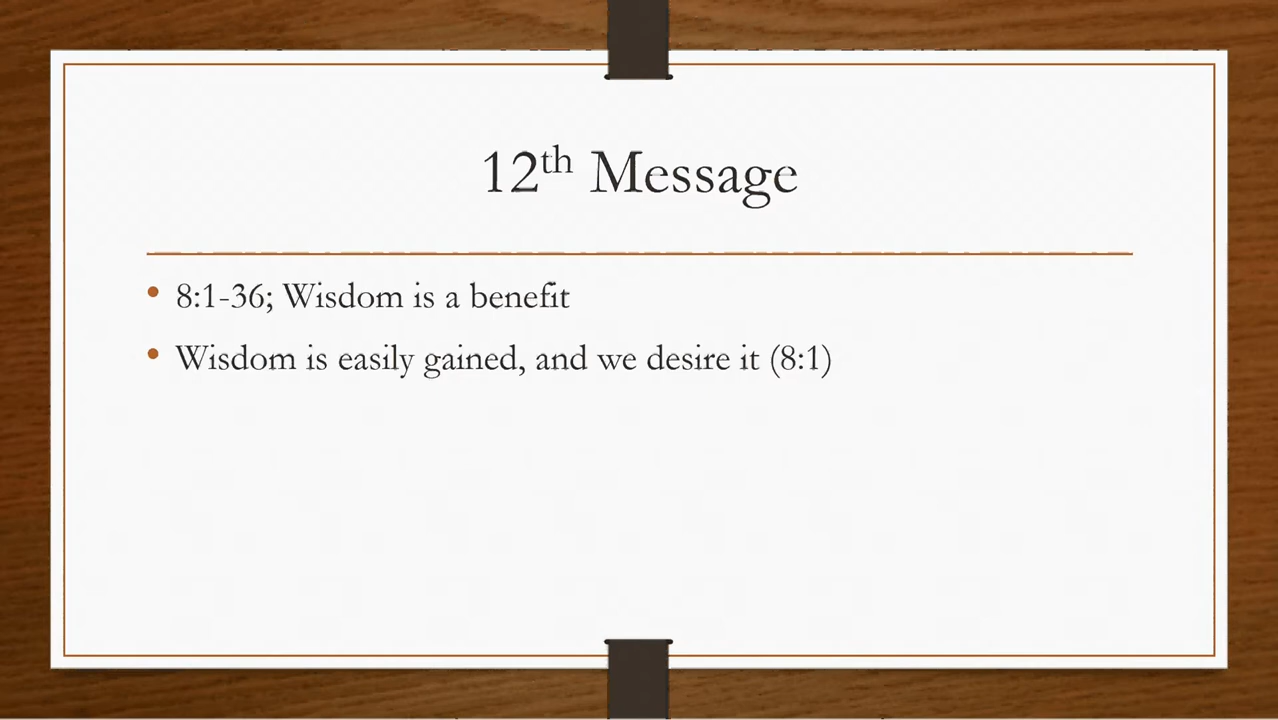 12th Message
• 8:1-36; Wisdom is a benefit
• Wisdom is easily gained, and we desire it (8:1)